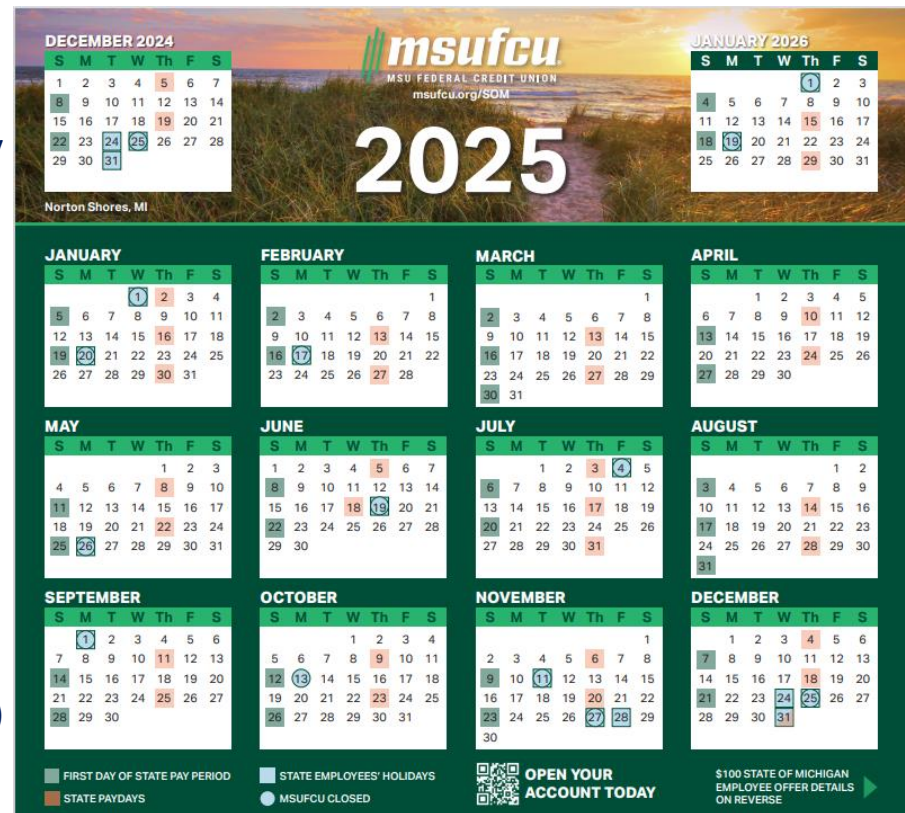 DECEMBER 2024
S M T W Th F S
1 2 3 4 5 6 7
8 9 10 11 12 13 14
15 16 17 18 19 20 21
22 23 24 25 26 27 28
29 30 31
Norton Shores, MI
msufcu
MSU FEDERAL CREDIT UNION
msufcu.org/SOM
2025
JANUARY 2026
S M T W Th F S
1 2 3
4 5 6 7 8 9 10
11 12 13 14 15 16 17
18 19 20 21 22 23 24
25 26 27 28 29 30 31
JANUARY
S M T W Th F S
1 2 3 4
5 6 7 8 9 10 11
12 13 14 15 16 17 18
19 20 21 22 23 24 25
26 27 28 29 30 31
FEBRUARY
S M T W Th F S
1
2 3 4 5 6 7 8
9 10 11 12 13 14 15
16 17 18 19 20 21 22
23 24 25 26 27 28
MARCH
S M T W Th F S
1
2 3 4 5 6 7 8
9 10 11 12 13 14 15
16 17 18 19 20 21 22
23 24 25 26 27 28 29
30 31
APRIL
S M T W Th F S
1 2 3 4 5
6 7 8 9 10 11 12
13 14 15 16 17 18 19
20 21 22 23 24 25 26
27 28 29 30
MAY
S M T W Th F S
1 2 3
4 5 6 7 8 9 10
11 12 13 14 15 16 17
18 19 20 21 22 23 24
25 26 27 28 29 30 31
JUNE
S M T W Th F S
1 2 3 4 5 6 7
8 9 10 11 12 13 14
15 16 17 18 19 20 21
22 23 24 25 26 27 28
29 30
JULY
S M T W Th F S
1 2 3 4 5
6 7 8 9 10 11 12
13 14 15 16 17 18 19
20 21 22 23 24 25 26
27 28 29 30 31
AUGUST
S M T W Th F S
1 2
3 4 5 6 7 8 9
10 11 12 13 14 15 16
17 18 19 20 21 22 23
24 25 26 27 28 29 30
31
SEPTEMBER
S M T W Th F S
1 2 3 4 5 6
7 8 9 10 11 12 13
14 15 16 17 18 19 20
21 22 23 24 25 26 27
28 29 30
OCTOBER
S M T W Th F S
1 2 3 4
5 6 7 8 9 10 11
12 13 14 15 16 17 18
19 20 21 22 23 24 25
26 27 28 29 30 31
NOVEMBER
S M T W Th F S
1
2 3 4 5 6 7 8
9 10 11 12 13 14 15
16 17 18 19 20 21 22
23 24 25 26 27 28 29
30
DECEMBER
S M T W Th F S
1 2 3 4 5 6
7 8 9 10 11 12 13
14 15 16 17 18 19 20
21 22 23 24 25 26 27
28 29 30 31
FIRST DAY OF STATE PAY PERIOD
STATE PAYDAYS
STATE EMPLOYEES' HOLIDAYS
MSUFCU CLOSED
OPEN YOUR
ACCOUNT TODAY
$100 STATE OF MICHIGAN
EMPLOYEE OFFER DETAILS
ON REVERSE